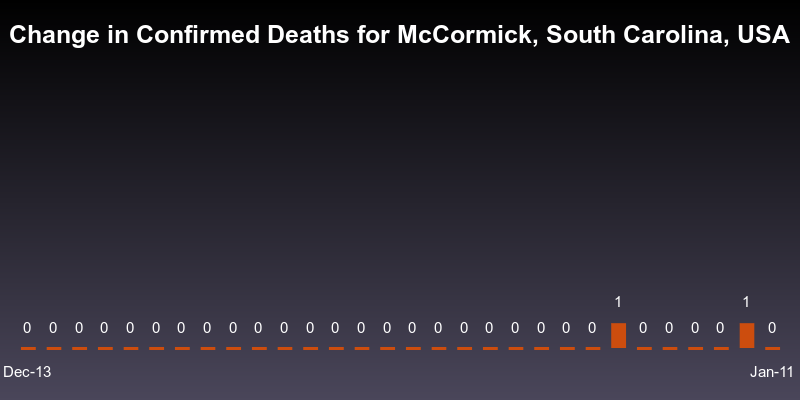 Change in Confirmed Deaths for McCormick, South Carolina, USA
1 1
0 0 0 0 0 0 0 0 0 0 0 0 0 0 0 0 0 0 0 0 0 0 0 0 0 0 0 0
Dec-13 Jan-11